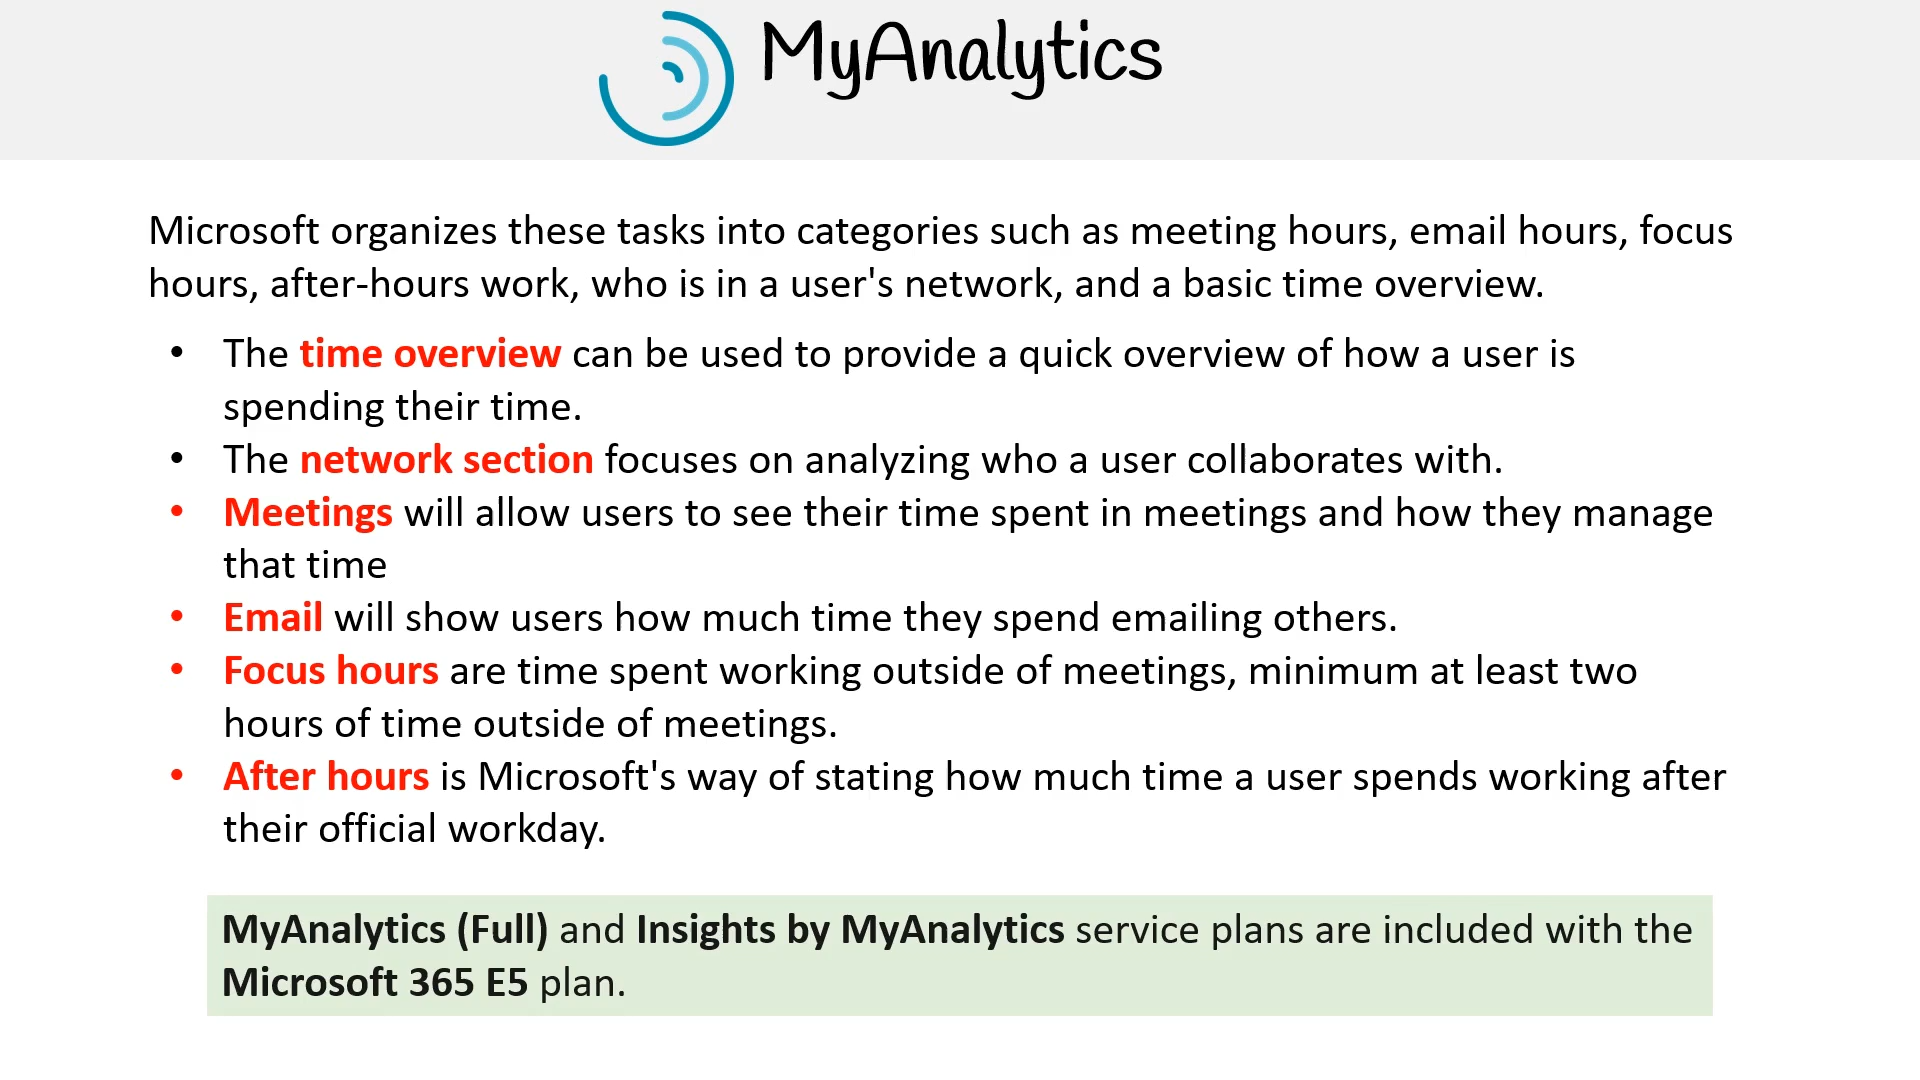 MyAnalytics
Microsoft organizes these tasks into categories such as meeting hours, email hours, focus
hours, after-hours work, who is in a user's network, and a basic time overview.
• The time overview can be used to provide a quick overview of how a user is
spending their time.
• The network section focuses on analyzing who a user collaborates with.
• Meetings will allow users to see their time spent in meetings and how they manage
that time
• Email will show users how much time they spend emailing others.
• Focus hours are time spent working outside of meetings, minimum at least two
hours of time outside of meetings.
• After hours is Microsoft's way of stating how much time a user spends working after
their official workday.
MyAnalytics (Full) and Insights by MyAnalytics service plans are included with the
Microsoft 365 E5 plan.